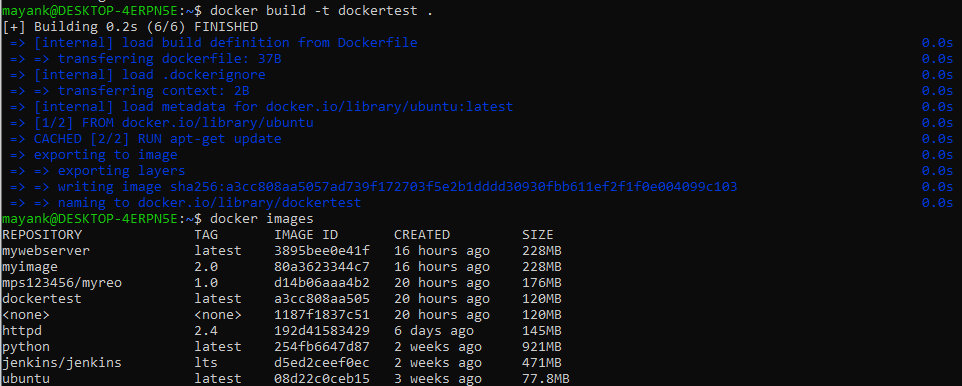 mayank@DESKTOP-4ERPN5E:~$ docker build -t dockertest .
[+] Building 0.2s (6/6) FINISHED
=> [internal] load build definition from Dockerfile 0.0s
=> => transferring dockerfile: 37B 0.0s
=> [internal] load .dockerignore 0.0s
=> => transferring context: 2B 0.0s
=> [internal] load metadata for docker.io/library/ubuntu:latest 0.0s
=> [1/2] FROM docker.io/library/ubuntu 0.0s
=> CACHED [2/2] RUN apt-get update 0.0s
=> exporting to image 0.0s
=> => exporting layers 0.0s
=> => writing image sha256:a3cc808aa5057ad739f172703f5e2b1dddd30930fbb611ef2f1f0e004099c103 0.0s
=> => naming to docker.io/library/dockertest 0.0s
mayank@DESKTOP-4ERPN5E:~$ docker images
REPOSITORY TAG IMAGE ID CREATED SIZE
mywebserver latest 3895bee0e41f 16 hours ago 228MB
myimage 2.0 80a3623344c7 16 hours ago 228MB
mps123456/myreo 1.0 d14b06aaa4b2 20 hours ago 176MB
dockertest latest a3cc808aa505 20 hours ago 120MB
<none> <none> 1187f1837c51 20 hours ago 120MB
httpd 2.4 192d41583429 6 days ago 145MB
python latest 254fb6647d87 2 weeks ago 921MB
jenkins/jenkins lts d5ed2ceef0ec 2 weeks ago 471MB
ubuntu latest 08d22c0ceb15 3 weeks ago 77.8MB